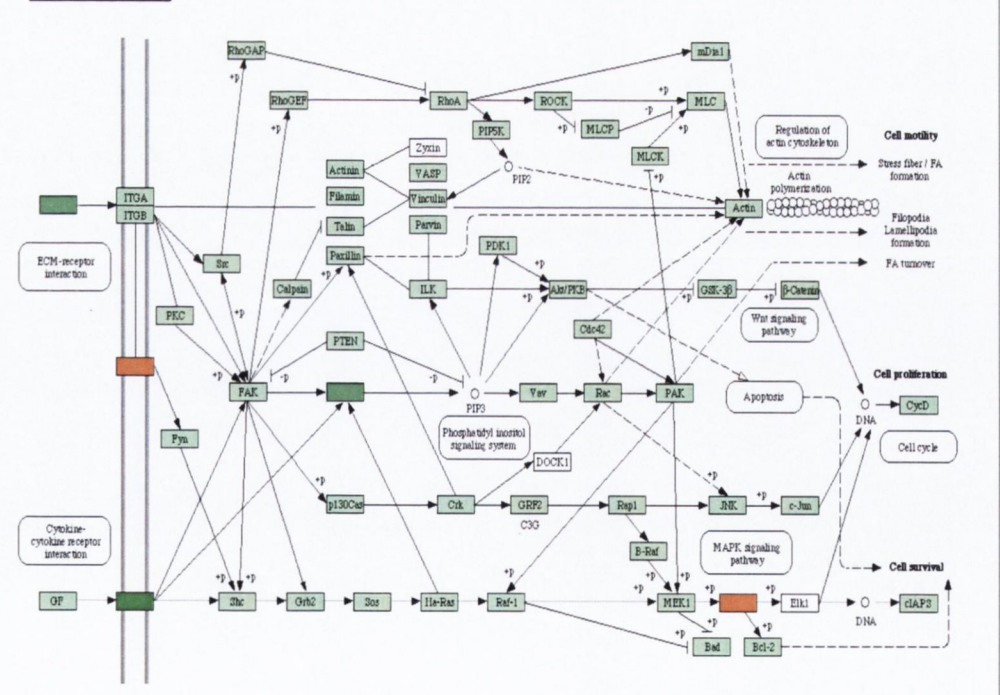 RhoGAP
mDia1
+p
RhoGEF
RhoA
ROCK
MLC
+p
+p
-p
PIP5K
+p
MLCP
+p
Zyxin
MLCK
Regulation of
actin cytoskeleton
Cell motility
Actinin
VASP
PIP2
+p
Stress fiber / FA
formation
Actin
polymerization
ITGA
Filamin
Vinculin
ITGB
Actin
Talin
Parvin
Filopodia
Lamellipodia
formation
ECM-receptor
interaction
Paxillin
PDK1
Src
+p
+p
FA turnover
Calpain
ILK
+p
Akt/PKB
+p
GSK-3β
+p
β-Catenin
PKC
+p
Cdc42
Wnt signaling
pathway
PTEN
+p
-p
-p
Cell proliferation
FAK
PIP3
Vav
Rac
PAK
Apoptosis
CycD
DNA
Fyn
Phosphatidyl inositol
signaling system
Cell cycle
DOCK1
+p
+p
+p
p130Cas
Crk
GRF2
Rap1
JNK
c-Jun
C3G
Cytokine-
cytokine receptor
interaction
B-Raf
MAPK signaling
pathway
+p
+p
+p
+p
+p
Cell survival
GF
Shc
Grb2
Sos
Ha-Ras
Raf-1
+p
MEK1
+p
+p
Elk1
cIAPS
DNA
+p
+p
+p
Bad
Bcl-2